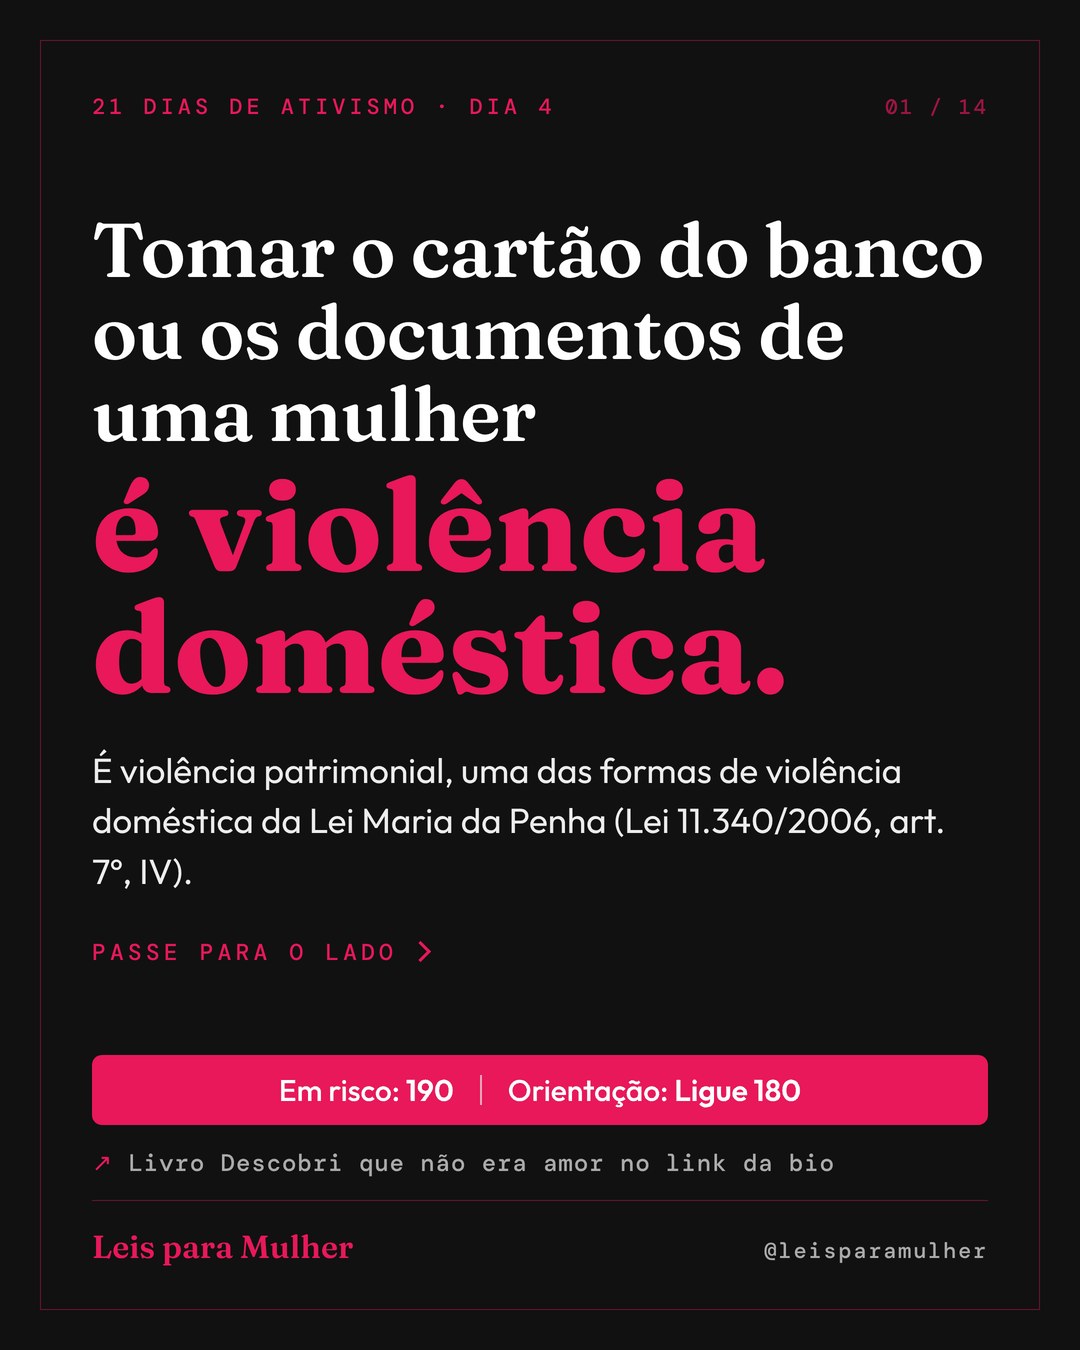 21 DIAS DE ATIVISMO · DIA 4
01 / 14
Tomar o cartão do banco
ou os documentos de
uma mulher
é violência
doméstica.
É violência patrimonial, uma das formas de violência
doméstica da Lei Maria da Penha (Lei 11.340/2006, art.
7º, IV).
PASSE PARA O LADO >
Em risco: 190 | Orientação: Ligue 180
↗ Livro Descobri que não era amor no link da bio
Leis para Mulher
@leisparamulher